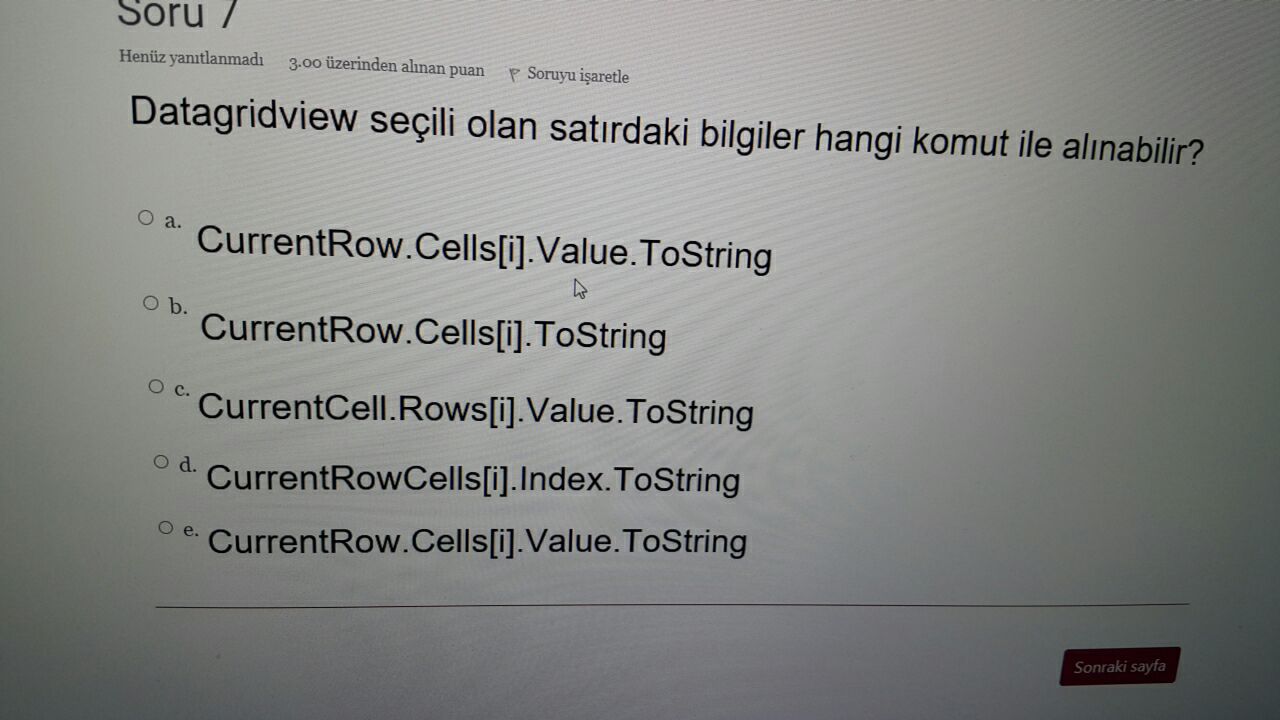 Soru 7
Henüz yanıtlanmadı 3.00 üzerinden alınan puan Soruyu işaretle
Datagridview seçili olan satırdaki bilgiler hangi komut ile alınabilir?
a. CurrentRow.Cells[i].Value.ToString
b. CurrentRow.Cells[i].ToString
c. CurrentCell.Rows[i].Value.ToString
d. CurrentRowCells[i].Index.ToString
e. CurrentRow.Cells[i].Value.ToString
Sonraki sayfa